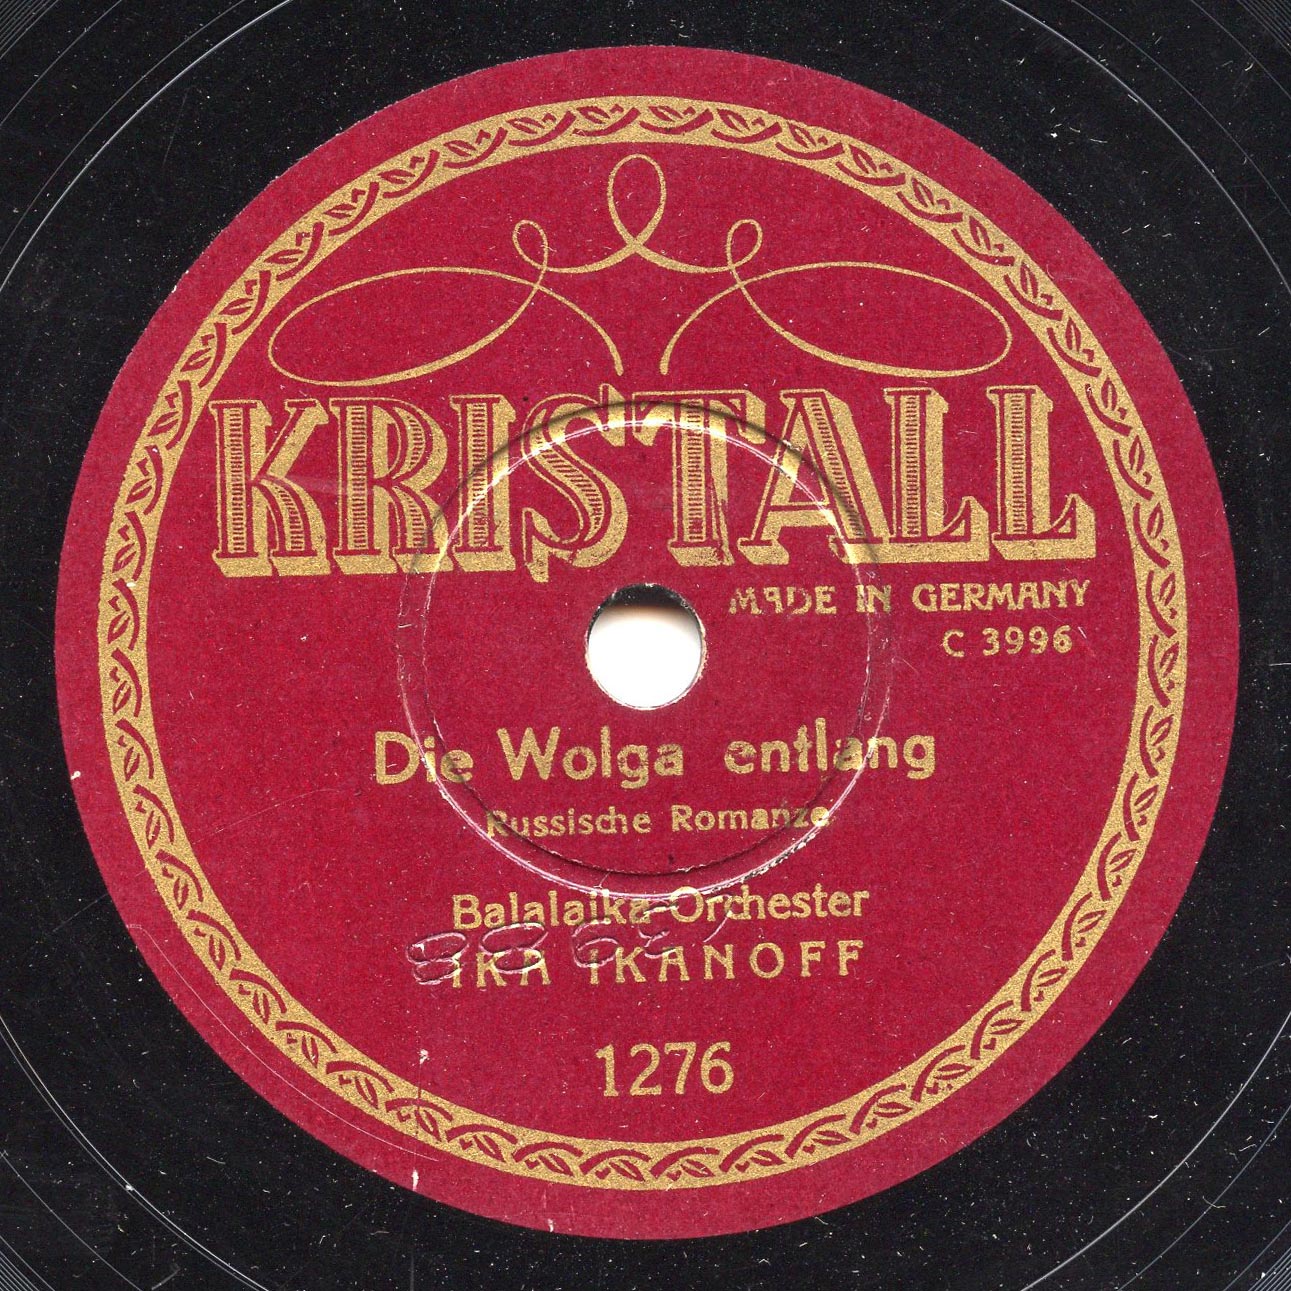 KRISTALL
MADE IN GERMANY
C 3996
Die Wolga entlang
Russische Romanze
Balalaika-Orchester
IKA IKANOFF
1276